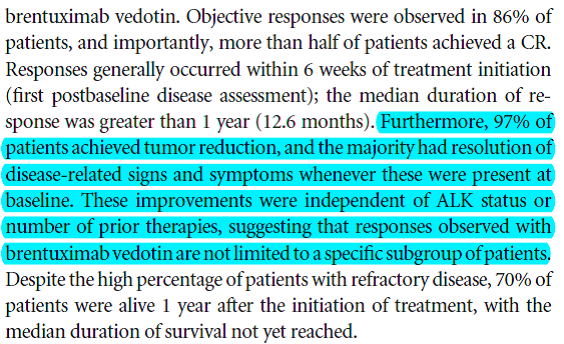 brentuximab vedotin. Objective responses were observed in 86% of
patients, and importantly, more than half of patients achieved a CR.
Responses generally occurred within 6 weeks of treatment initiation
(first postbaseline disease assessment); the median duration of re-
sponse was greater than 1 year (12.6 months). Furthermore, 97% of
patients achieved tumor reduction, and the majority had resolution of
disease-related signs and symptoms whenever these were present at
baseline. These improvements were independent of ALK status or
number of prior therapies, suggesting that responses observed with
brentuximab vedotin are not limited to a specific subgroup of patients.
Despite the high percentage of patients with refractory disease, 70% of
patients were alive 1 year after the initiation of treatment, with the
median duration of survival not yet reached.